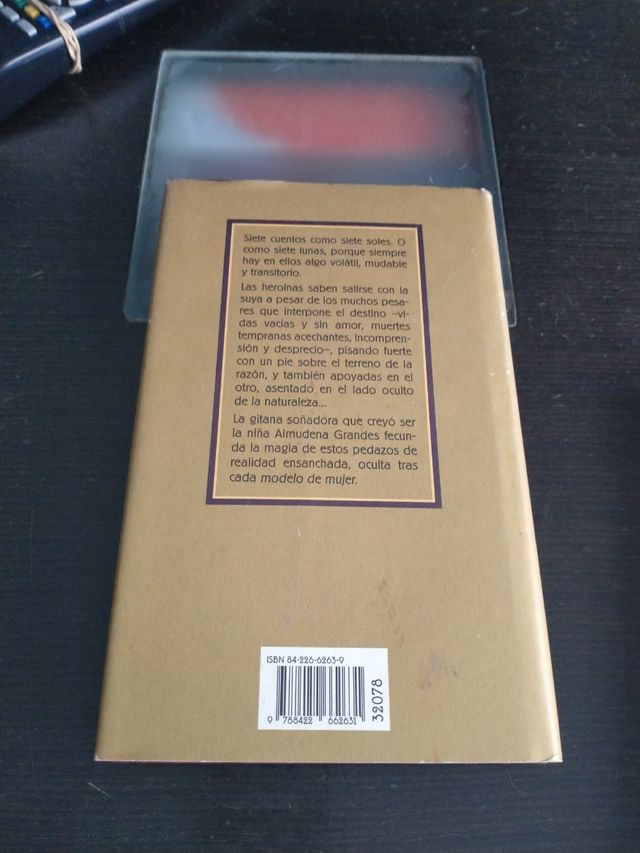 Siete cuentos como siete soles. O
como siete lunas, porque siempre
hay en ellos algo volátil, mudable
y transitorio.
Las heroínas saben salirse con la
suya a pesar de los muchos pesa-
res que interpone el destino –vi-
das vacías y sin amor, muertes
tempranas acechantes, incompren-
sión y desprecio–, pisando fuerte
con un pie sobre el terreno de la
razón, y también apoyadas en el
otro, asentado en el lado oculto
de la naturaleza...
La gitana soñadora que creyó ser
la niña Almudena Grandes fecun-
da la magia de estos pedazos de
realidad ensanchada, oculta tras
cada modelo de mujer.
ISBN 84-226-6263-9
9 788422 662631
32078